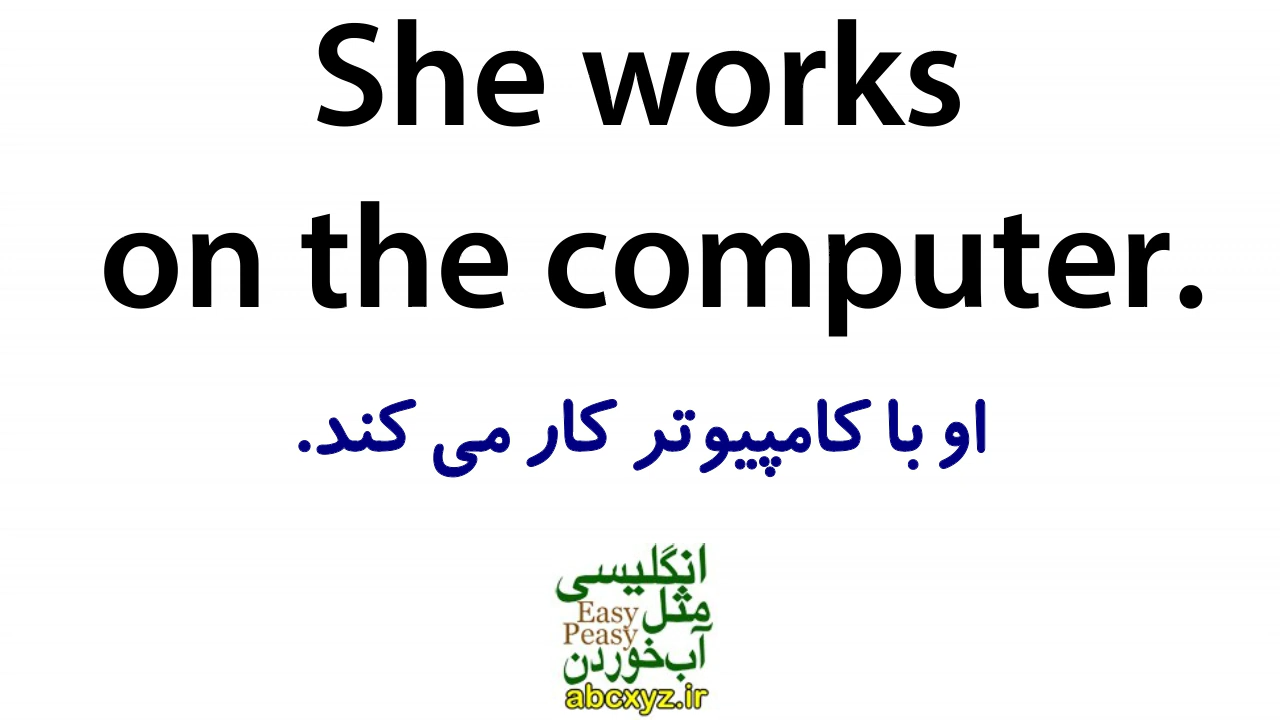 She works
on the computer.
او با کامپیوتر کار می کند.
انگلیسی
مثل Easy
Peasy
آب خوردن
abcxyz.ir